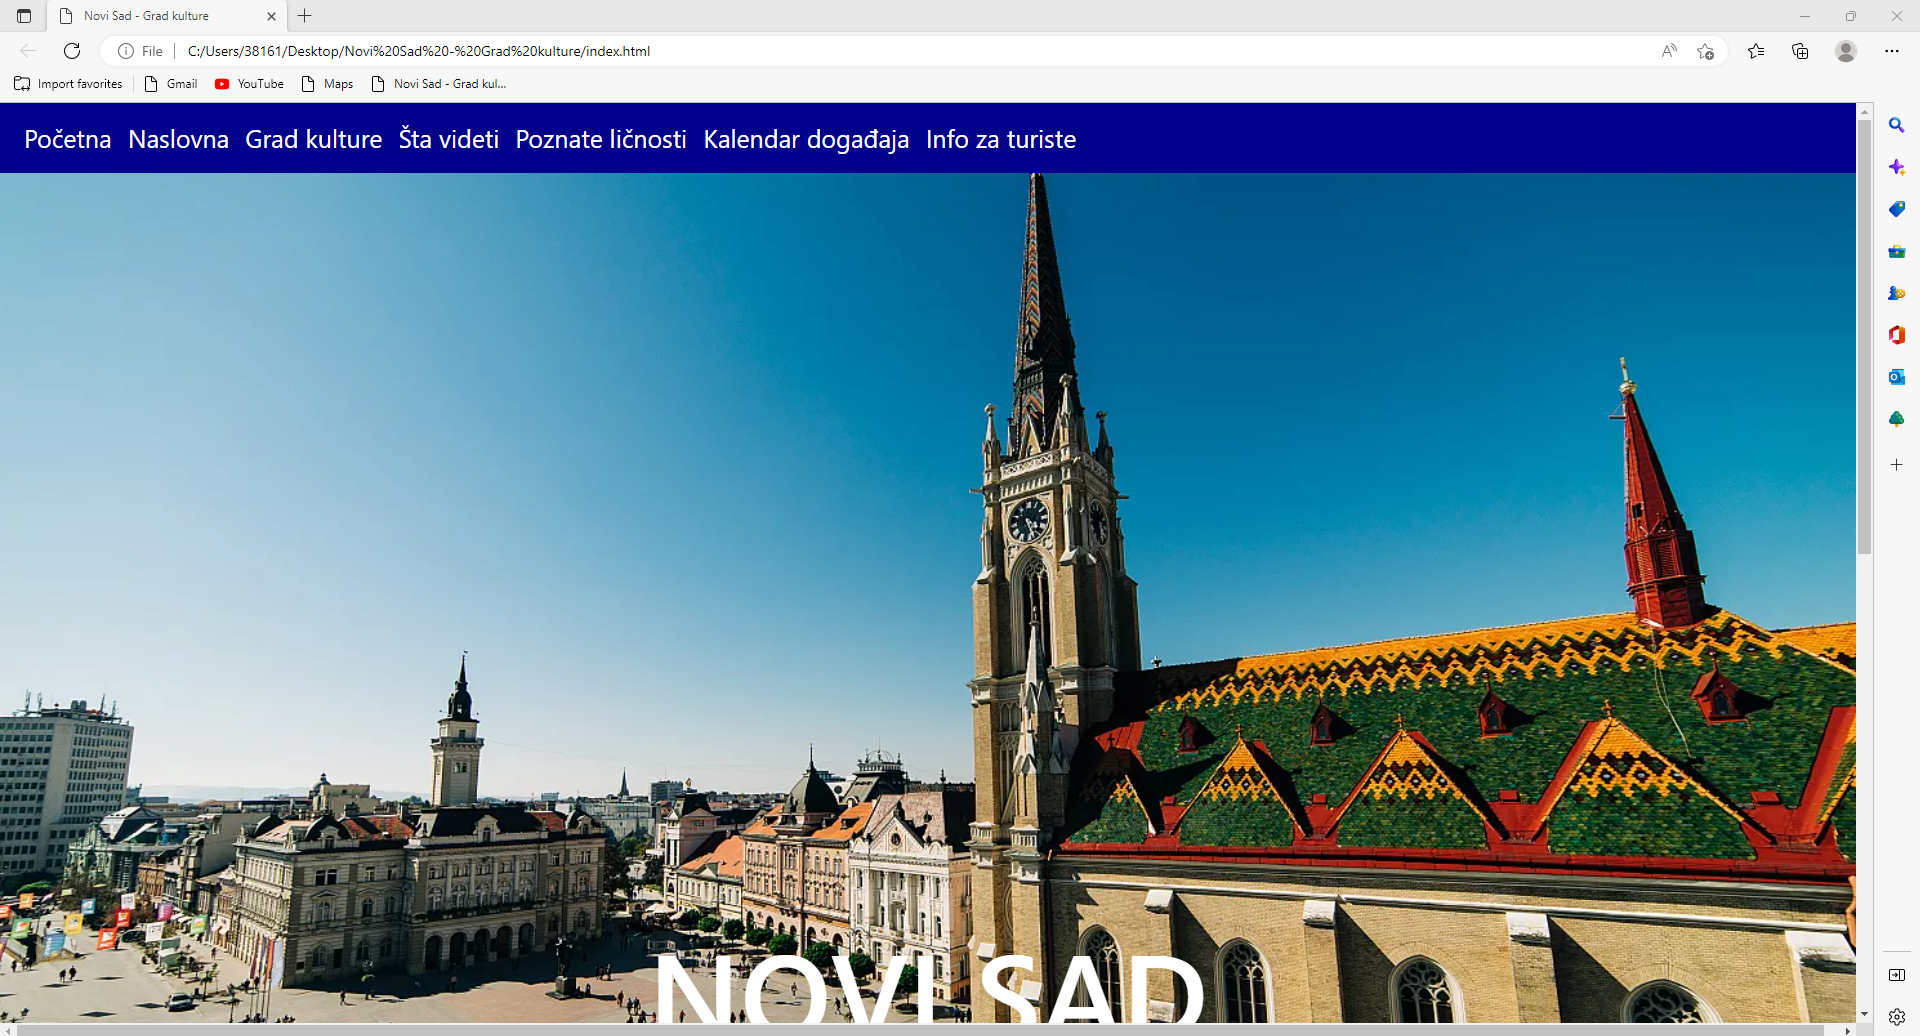 Novi Sad - Grad kulture
File
C:/Users/38161/Desktop/Novi%20Sad%20-%20Grad%20kulture/index.html
Import favorites
Gmail
YouTube
Maps
Novi Sad - Grad kul...
Početna Naslovna Grad kulture Šta videti Poznate ličnosti Kalendar događaja Info za turiste
NOVI SAD